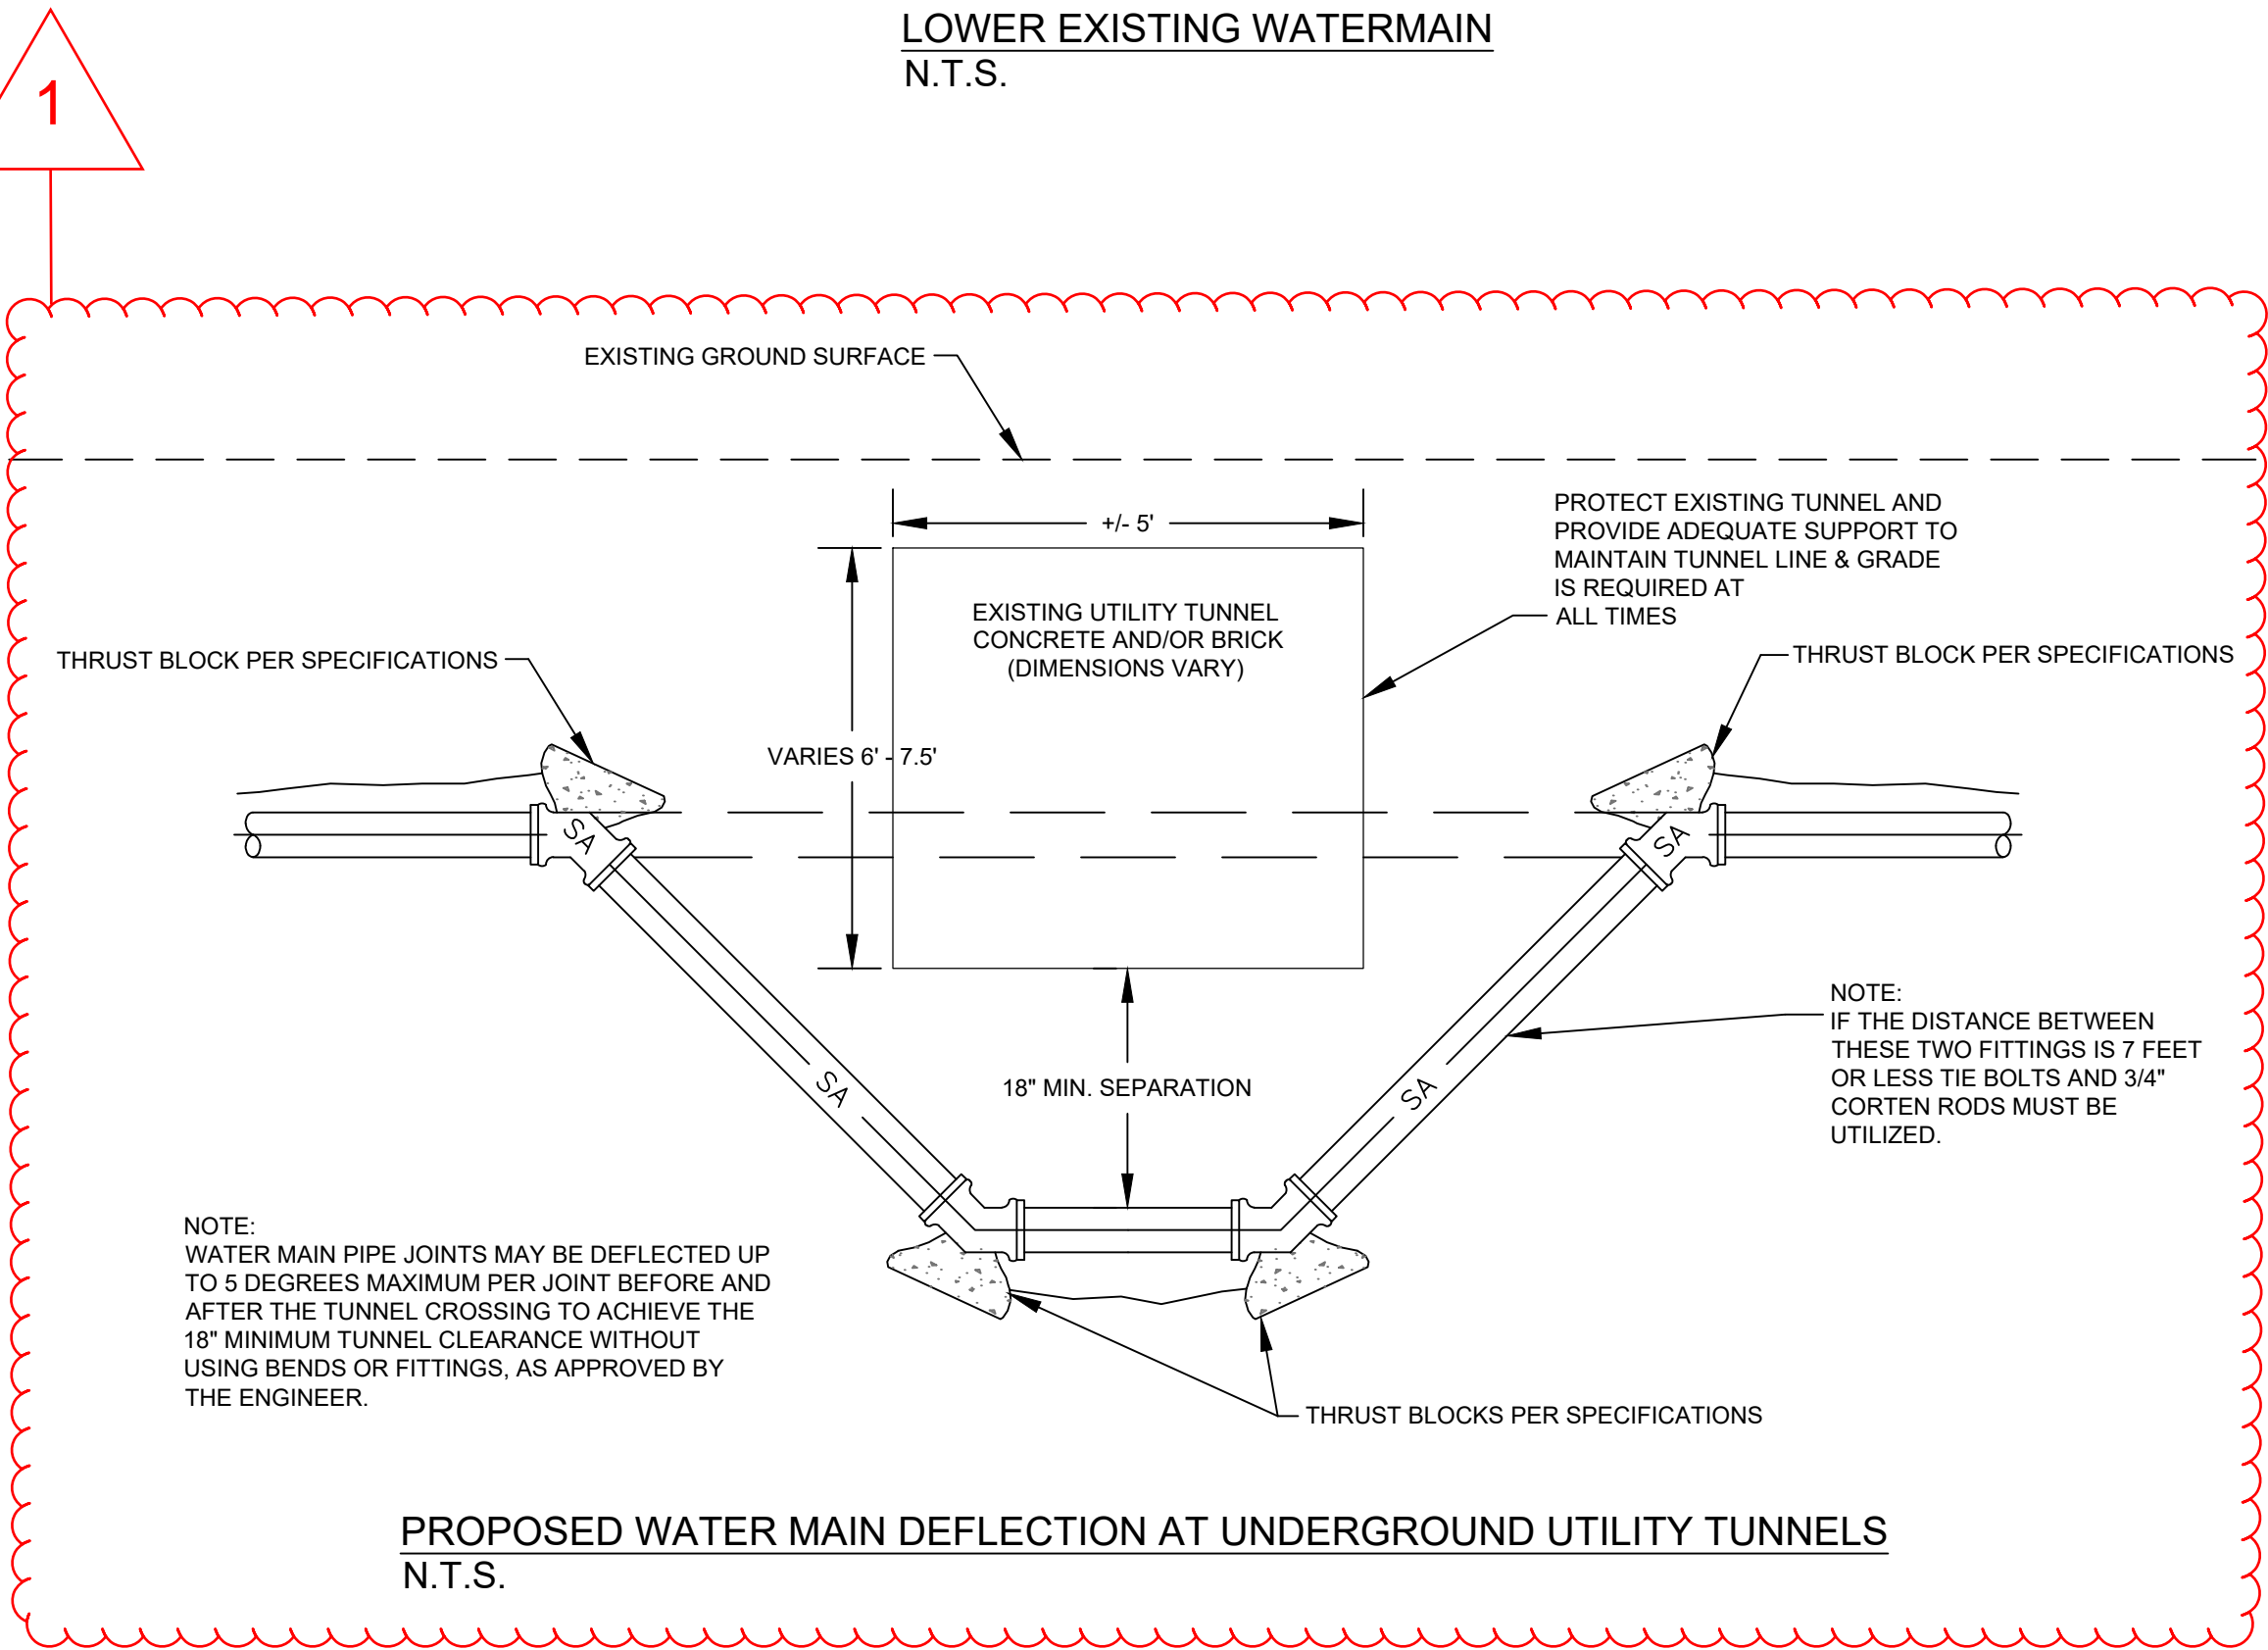 LOWER EXISTING WATERMAIN
N.T.S.
1
EXISTING GROUND SURFACE
+/- 5'
PROTECT EXISTING TUNNEL AND
PROVIDE ADEQUATE SUPPORT TO
MAINTAIN TUNNEL LINE & GRADE
IS REQUIRED AT
ALL TIMES
EXISTING UTILITY TUNNEL
CONCRETE AND/OR BRICK
(DIMENSIONS VARY)
THRUST BLOCK PER SPECIFICATIONS
THRUST BLOCK PER SPECIFICATIONS
VARIES 6' - 7.5'
SA
SA
SA
SA
18" MIN. SEPARATION
NOTE:
IF THE DISTANCE BETWEEN
THESE TWO FITTINGS IS 7 FEET
OR LESS TIE BOLTS AND 3/4"
CORTEN RODS MUST BE
UTILIZED.
NOTE:
WATER MAIN PIPE JOINTS MAY BE DEFLECTED UP
TO 5 DEGREES MAXIMUM PER JOINT BEFORE AND
AFTER THE TUNNEL CROSSING TO ACHIEVE THE
18" MINIMUM TUNNEL CLEARANCE WITHOUT
USING BENDS OR FITTINGS, AS APPROVED BY
THE ENGINEER.
THRUST BLOCKS PER SPECIFICATIONS
PROPOSED WATER MAIN DEFLECTION AT UNDERGROUND UTILITY TUNNELS
N.T.S.